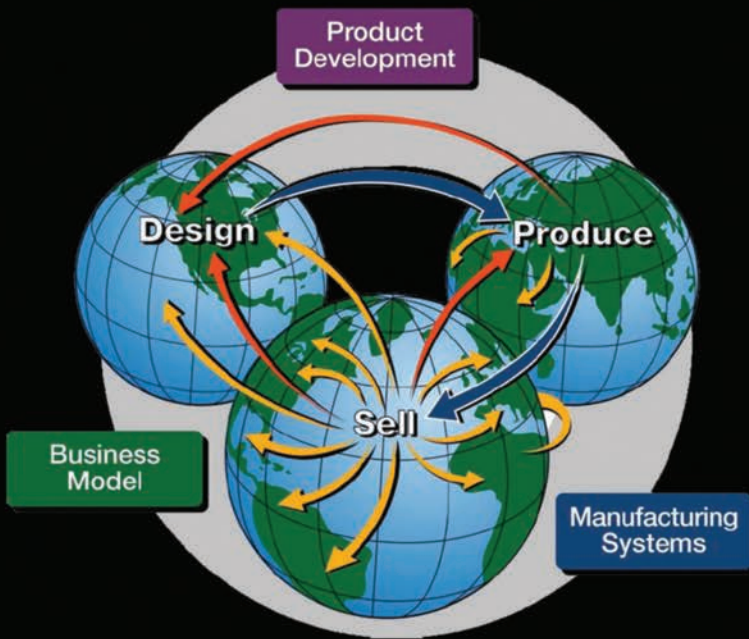 Product
Development
Design
Produce
Sell
Business
Model
Manufacturing
Systems